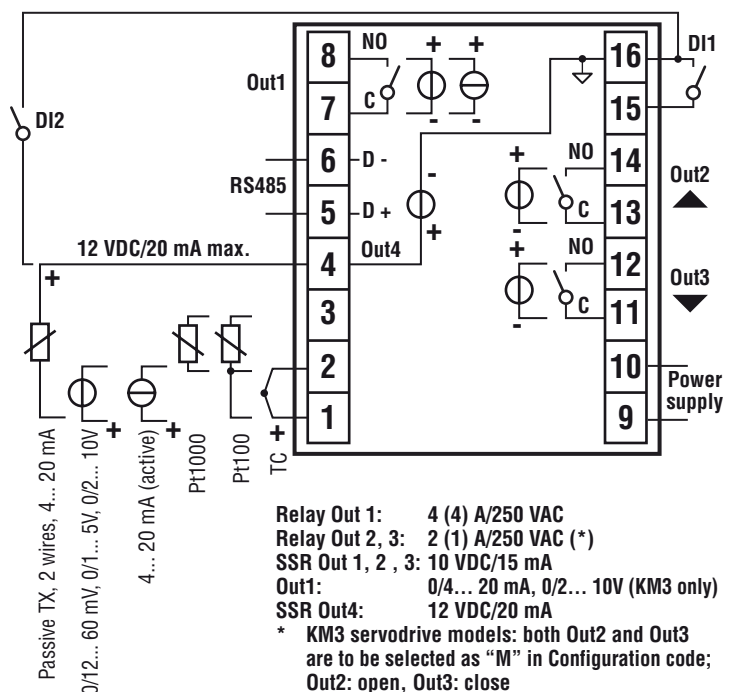 8
NO
+
+
16
DI1
Out1
7
C
-
-
15
DI2
6
D -
+
NO
14
Out2
RS485
5
D +
-
C
13
-
+
12 VDC/20 mA max.
4
Out4
+
NO
12
Out3
+
3
-
C
11
2
10
Power
supply
1
9
+
+
+
Passive TX, 2 wires, 4... 20 mA
0/12... 60 mV, 0/1... 5V, 0/2... 10V
4... 20 mA (active)
Pt1000
Pt100
TC
Relay Out 1: 4 (4) A/250 VAC
Relay Out 2, 3: 2 (1) A/250 VAC (*)
SSR Out 1, 2 , 3: 10 VDC/15 mA
Out1: 0/4... 20 mA, 0/2... 10V (KM3 only)
SSR Out4: 12 VDC/20 mA
* KM3 servodrive models: both Out2 and Out3
are to be selected as “M” in Configuration code;
Out2: open, Out3: close